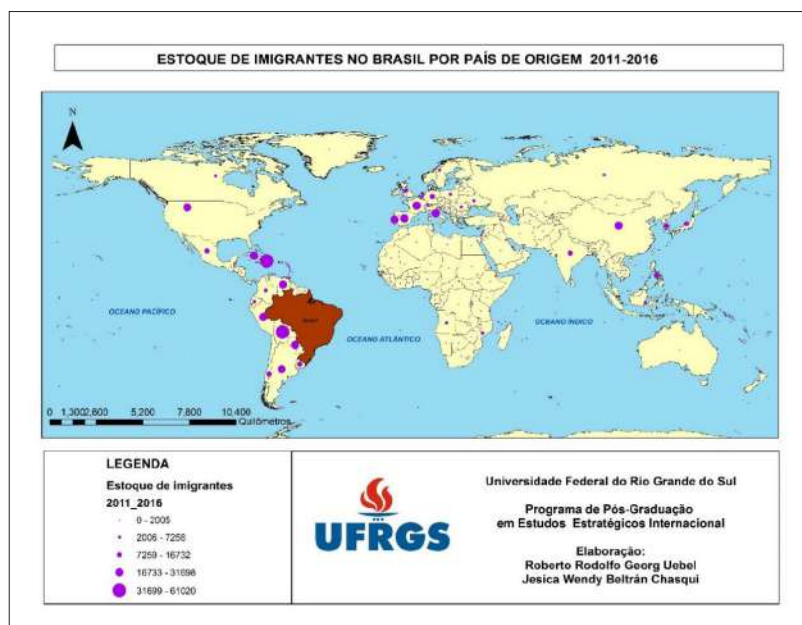 ESTOQUE DE IMIGRANTES NO BRASIL POR PAÍS DE ORIGEM 2011-2016
N
OCEANO PACÍFICO
OCEANO ATLÂNTICO
OCEANO ÍNDICO
0 1,3002,600 5,200 7,800 10,400
Quilômetros
LEGENDA
Estoque de imigrantes
2011_2016
0 - 2005
2006 - 7258
7259 - 16732
16733 - 31698
31699 - 61020
UFRGS
Universidade Federal do Rio Grande do Sul
Programa de Pós-Graduação
em Estudos Estratégicos Internacional
Elaboração:
Roberto Rodolfo Georg Uebel
Jesica Wendy Beltrán Chasqui